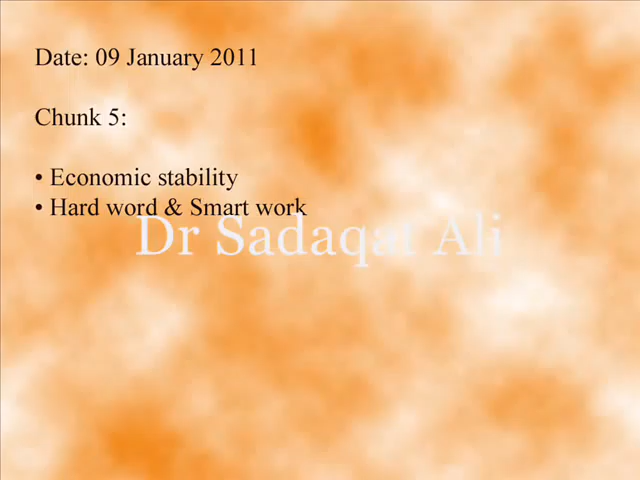 Date: 09 January 2011
Chunk 5:
• Economic stability
• Hard word & Smart work
Dr Sadaqat Ali